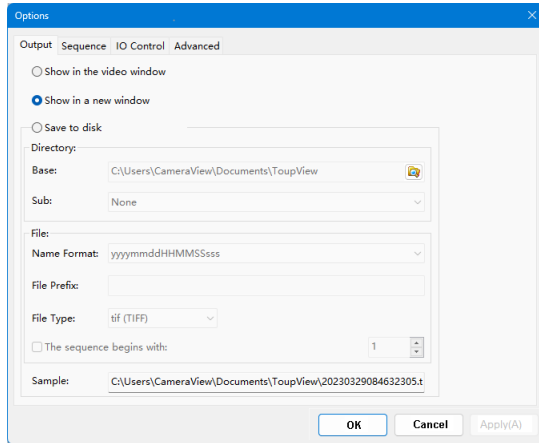 Options
Output Sequence IO Control Advanced
Show in the video window
Show in a new window
Save to disk
Directory:
Base: C:\Users\CameraView\Documents\ToupView
Sub: None
File:
Name Format: yyyymmddHHMMSSsss
File Prefix:
File Type: tif (TIFF)
The sequence begins with: 1
Sample: C:\Users\CameraView\Documents\ToupView\20230329084632305.t
OK Cancel Apply(A)